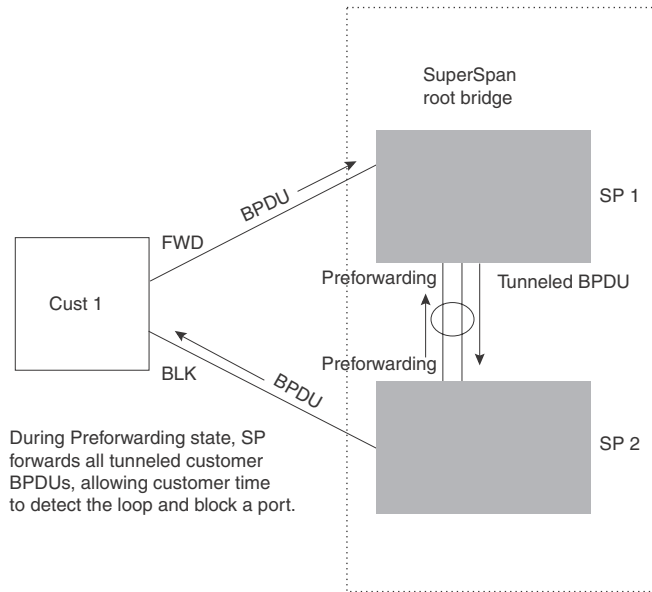 SuperSpan
root bridge
SP 1
BPDU
FWD
Preforwarding
Tunneled BPDU
Cust 1
Preforwarding
BLK
BPDU
SP 2
During Preforwarding state, SP
forwards all tunneled customer
BPDUs, allowing customer time
to detect the loop and block a port.